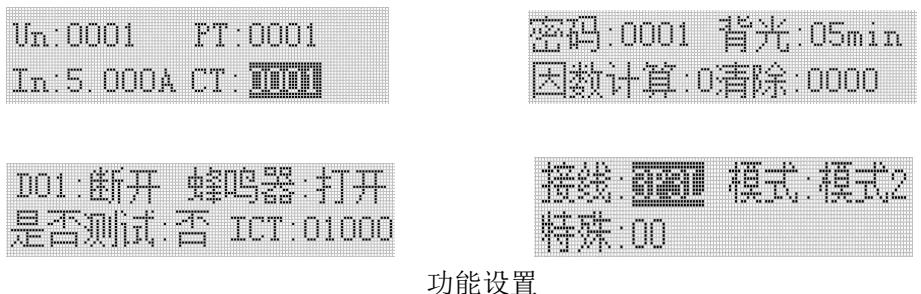 Un:0001 PT:0001
In:5.000A CT:0001
密码:0001 背光:05min
因数计算:0清除:0000
DO1:断开 蜂鸣器:打开
是否测试:否 ICT:01000
接线:3P3L 模式:模式2
特殊:00
功能设置